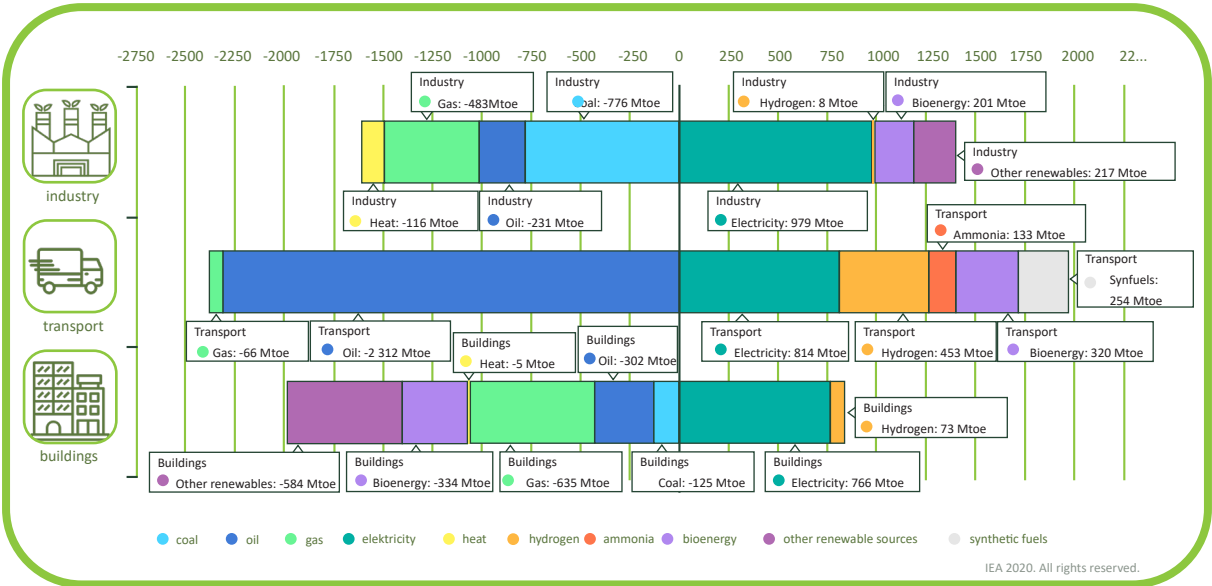 -2750 -2500 -2250 -2000 -1750 -1500 -1250 -1000 -750 -500 -250 0 250 500 750 1000 1250 1500 1750 2000 22...
Industry
Gas: -483Mtoe
Industry
oal: -776 Mtoe
Industry
Hydrogen: 8 Mtoe
Industry
Bioenergy: 201 Mtoe
Industry
Other renewables: 217 Mtoe
industry
Industry
Heat: -116 Mtoe
Industry
Oil: -231 Mtoe
Industry
Electricity: 979 Mtoe
Transport
Ammonia: 133 Mtoe
Transport
Synfuels:
254 Mtoe
transport
Transport
Gas: -66 Mtoe
Transport
Oil: -2 312 Mtoe
Buildings
Heat: -5 Mtoe
Buildings
Oil: -302 Mtoe
Transport
Electricity: 814 Mtoe
Transport
Hydrogen: 453 Mtoe
Transport
Bioenergy: 320 Mtoe
Buildings
Hydrogen: 73 Mtoe
buildings
Buildings
Other renewables: -584 Mtoe
Buildings
Bioenergy: -334 Mtoe
Buildings
Gas: -635 Mtoe
Buildings
Coal: -125 Mtoe
Buildings
Electricity: 766 Mtoe
coal oil gas elektricity heat hydrogen ammonia bioenergy other renewable sources synthetic fuels
IEA 2020. All rights reserved.